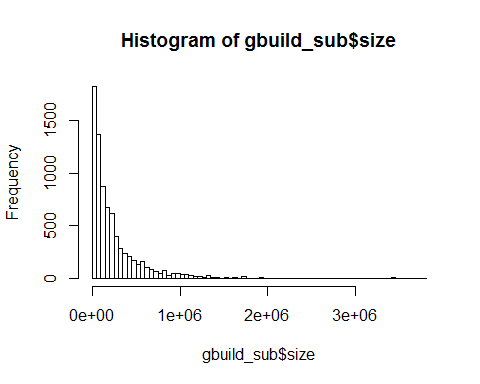 Histogram of gbuild_sub$size
Frequency
1500
1000
500
0
0e+00 1e+06 2e+06 3e+06
gbuild_sub$size